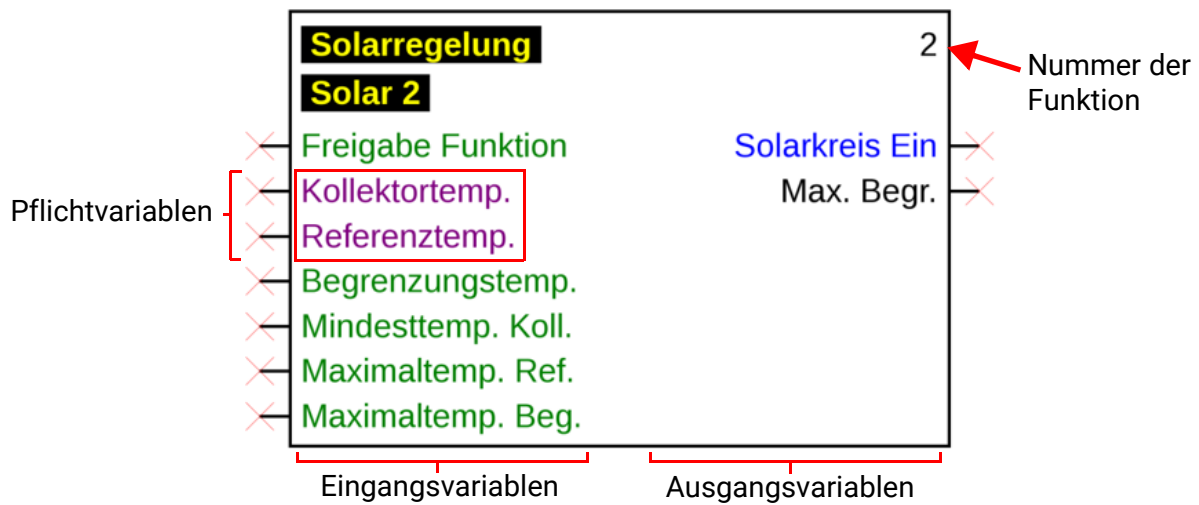 Solarregelung
2
Solar 2
Nummer der
Funktion
Freigabe Funktion
Solarkreis Ein
Pflichtvariablen
Kollektortemp.
Max. Begr.
Referenztemp.
Begrenzungstemp.
Mindesttemp. Koll.
Maximaltemp. Ref.
Maximaltemp. Beg.
Eingangsvariablen
Ausgangsvariablen